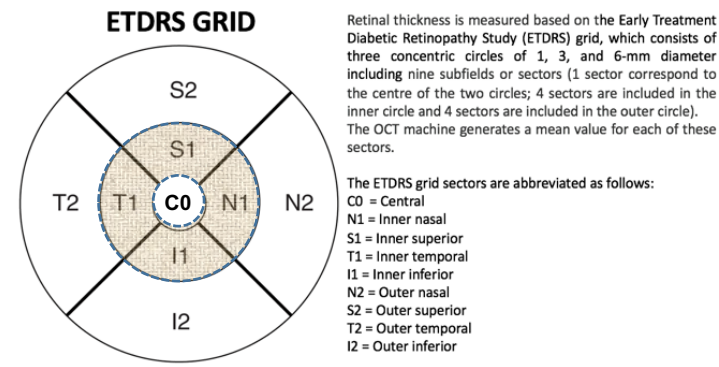 ETDRS GRID
S2
S1
T2 T1 C0 N1 N2
I1
I2
Retinal thickness is measured based on the Early Treatment
Diabetic Retinopathy Study (ETDRS) grid, which consists of
three concentric circles of 1, 3, and 6-mm diameter
including nine subfields or sectors (1 sector correspond to
the centre of the two circles; 4 sectors are included in the
inner circle and 4 sectors are included in the outer circle).
The OCT machine generates a mean value for each of these
sectors.
The ETDRS grid sectors are abbreviated as follows:
C0 = Central
N1 = Inner nasal
S1 = Inner superior
T1 = Inner temporal
I1 = Inner inferior
N2 = Outer nasal
S2 = Outer superior
T2 = Outer temporal
I2 = Outer inferior